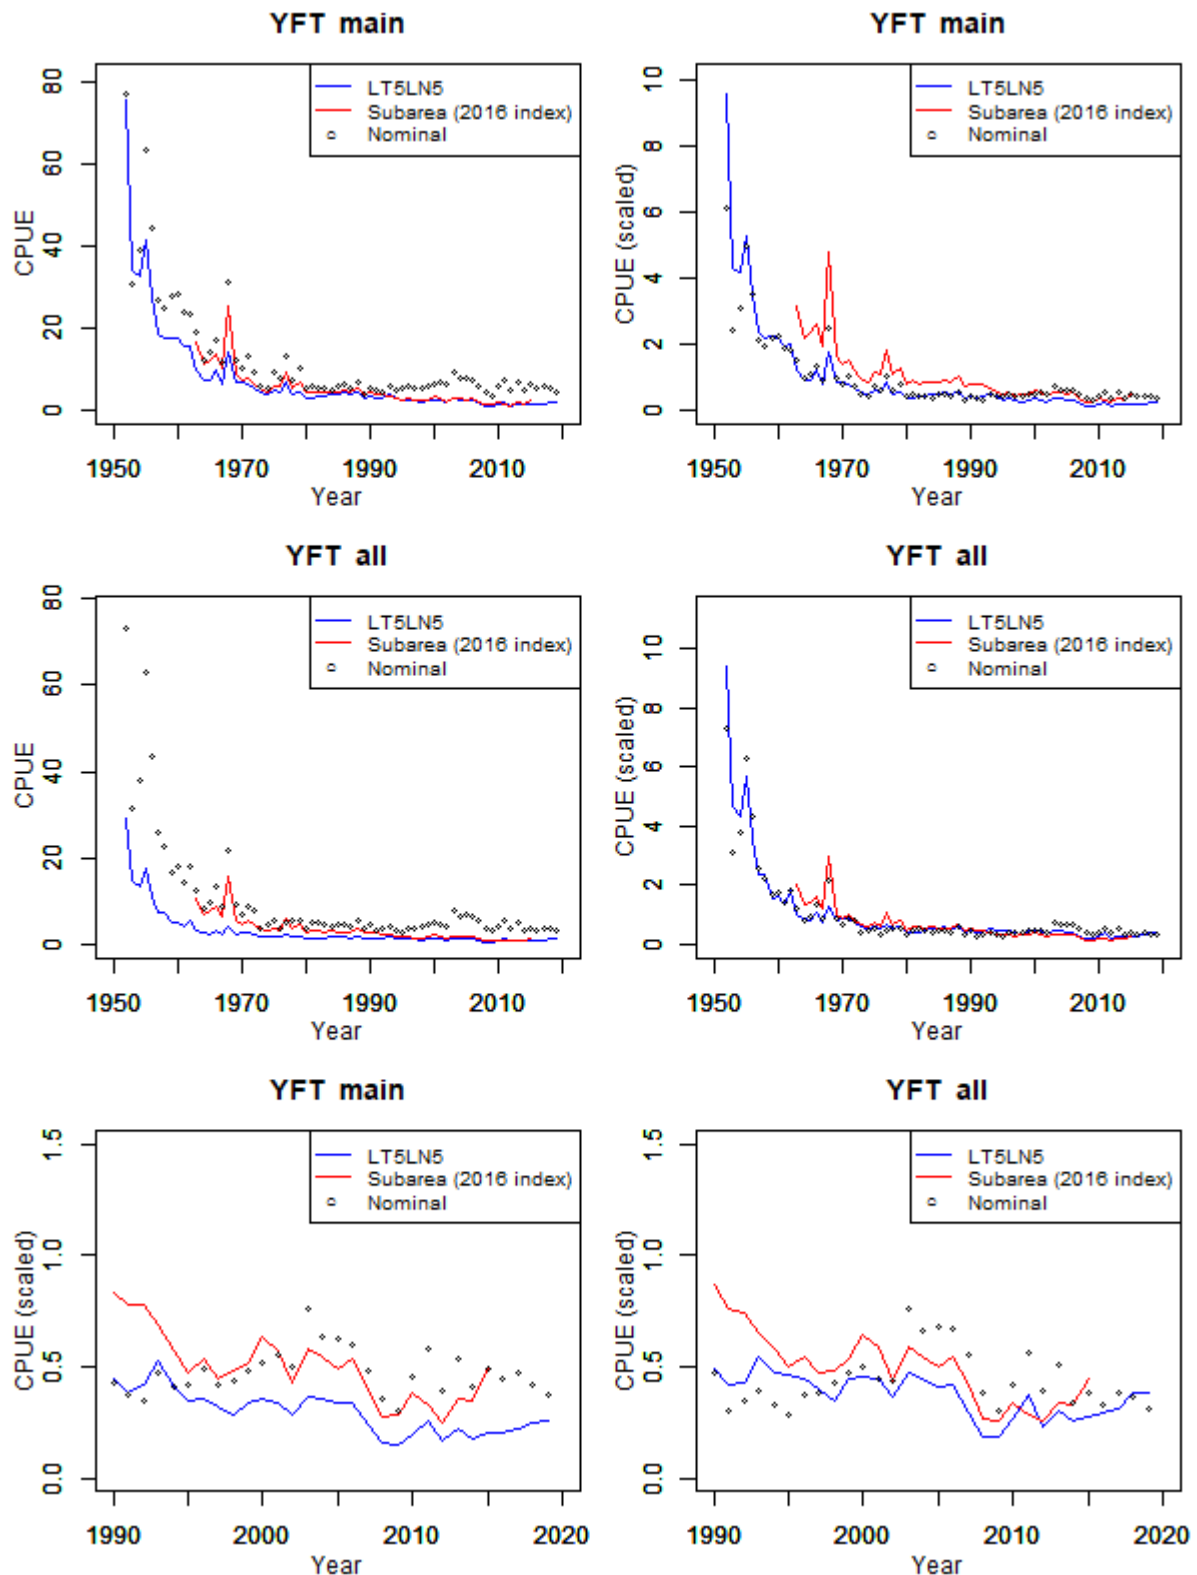 YFT main
80
60
40
20
0
CPUE
LT5LN5
Subarea (2016 index)
Nominal
1950 1970 1990 2010
Year
YFT main
10
8
6
4
2
0
CPUE (scaled)
LT5LN5
Subarea (2016 index)
Nominal
1950 1970 1990 2010
Year
YFT all
80
60
40
20
0
CPUE
LT5LN5
Subarea (2016 index)
Nominal
1950 1970 1990 2010
Year
YFT all
10
8
6
4
2
0
CPUE (scaled)
LT5LN5
Subarea (2016 index)
Nominal
1950 1970 1990 2010
Year
YFT main
1.5
1.0
0.5
0.0
CPUE (scaled)
LT5LN5
Subarea (2016 index)
Nominal
1990 2000 2010 2020
Year
YFT all
1.5
1.0
0.5
0.0
CPUE (scaled)
LT5LN5
Subarea (2016 index)
Nominal
1990 2000 2010 2020
Year